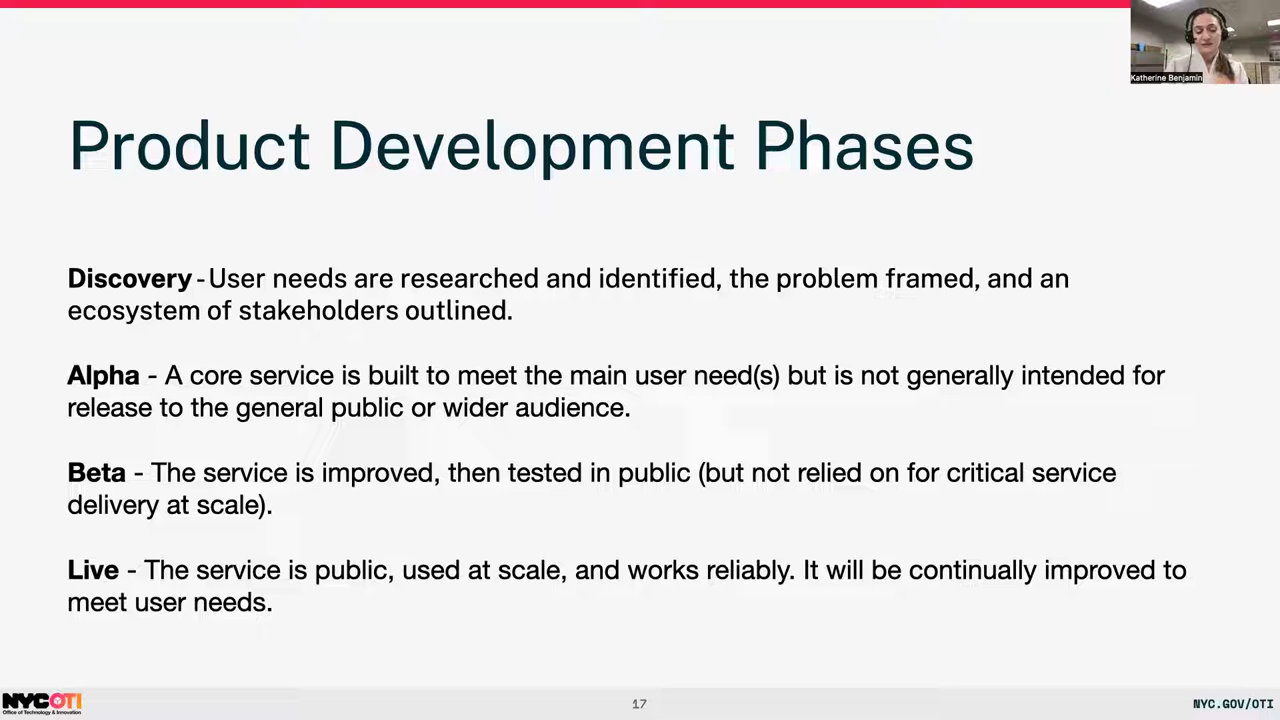 Katherine Benjamin
Product Development Phases
Discovery - User needs are researched and identified, the problem framed, and an
ecosystem of stakeholders outlined.
Alpha - A core service is built to meet the main user need(s) but is not generally intended for
release to the general public or wider audience.
Beta - The service is improved, then tested in public (but not relied on for critical service
delivery at scale).
Live - The service is public, used at scale, and works reliably. It will be continually improved to
meet user needs.
NYCOTI
Office of Technology & Innovation
17
NYC.GOV/OTI